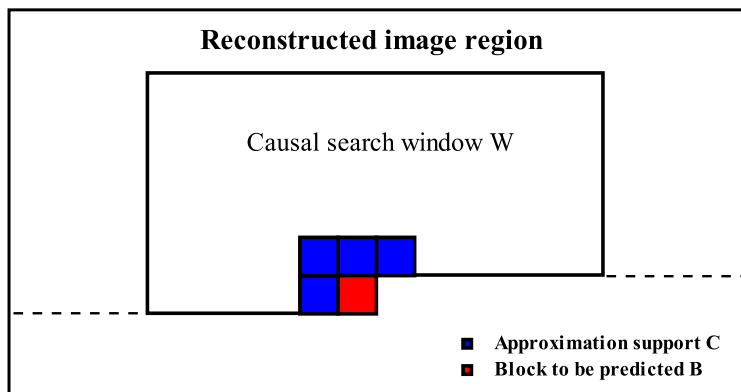 Reconstructed image region
Causal search window W
Approximation support C
Block to be predicted B